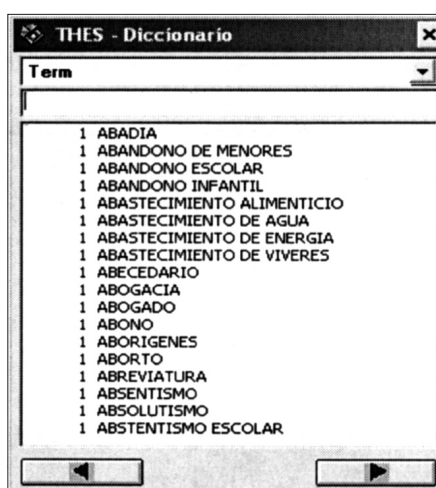 THES - Diccionario
Term
1 ABADIA
1 ABANDONO DE MENORES
1 ABANDONO ESCOLAR
1 ABANDONO INFANTIL
1 ABASTECIMIENTO ALIMENTICIO
1 ABASTECIMIENTO DE AGUA
1 ABASTECIMIENTO DE ENERGIA
1 ABASTECIMIENTO DE VIVERES
1 ABECEDARIO
1 ABOGACIA
1 ABOGADO
1 ABONO
1 ABORIGENES
1 ABORTO
1 ABREVIATURA
1 ABSENTISMO
1 ABSOLUTISMO
1 ABSTENTISMO ESCOLAR